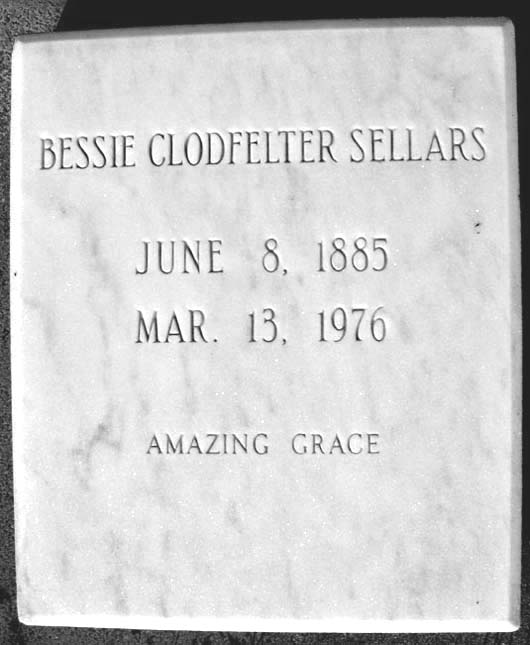 BESSIE CLODFELTER SELLARS
JUNE 8, 1885
MAR. 13, 1976
AMAZING GRACE